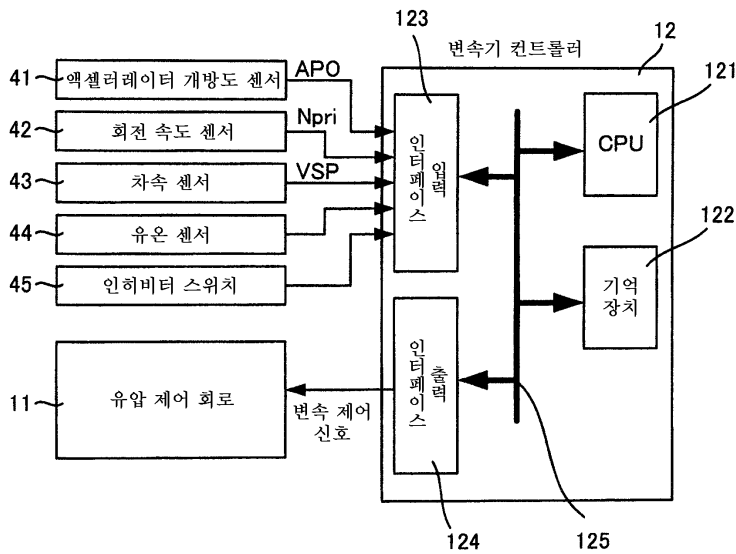 123
변속기 컨트롤러
12
41
액셀러레이터 개방도 센서
APO
121
42
회전 속도 센서
Npri
CPU
43
차속 센서
VSP
입력
인터페이스
44
유온 센서
122
45
인히비터 스위치
기억
장치
11
유압 제어 회로
변속 제어
신호
출력
인터페이스
124
125